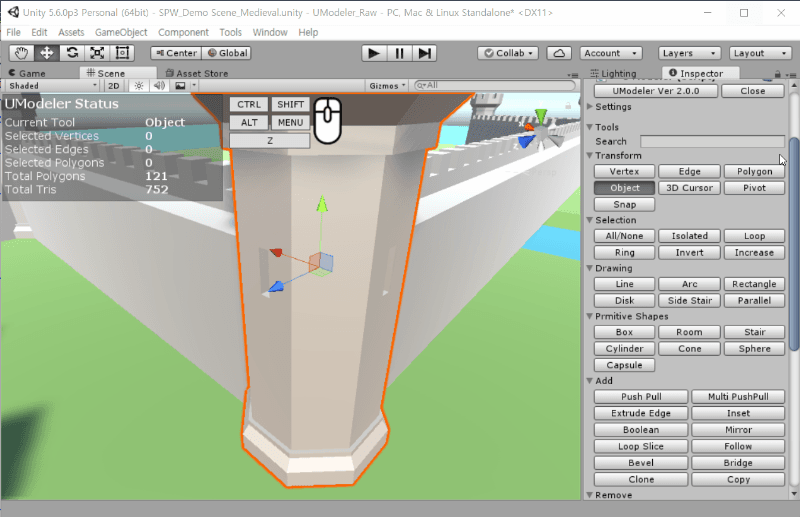 Unity 5.6.0p3 Personal (64bit) - SPW_Demo Scene_Medieval.unity - UModeler_Raw - PC, Mac & Linux Standalone* <DX11>
File Edit Assets GameObject Component Tools Window Help
Center Global Collab Account Layers Layout
Game Scene Asset Store Lighting Inspector
Shaded 2D Gizmos All
UModeler Ver 2.0.0 Close
Settings
UModeler Status
Current Tool Object
Selected Vertices 0
Selected Edges 0
Selected Polygons 0
Total Polygons 121
Total Tris 752
CTRL SHIFT
ALT MENU
Z
Tools
Search
Transform
Vertex Edge Polygon
Object 3D Cursor Pivot
Snap
Selection
All/None Isolated Loop
Ring Invert Increase
Drawing
Line Arc Rectangle
Disk Side Stair Parallel
Prmitive Shapes
Box Room Stair
Cylinder Cone Sphere
Capsule
Add
Push Pull Multi PushPull
Extrude Edge Inset
Boolean Mirror
Loop Slice Follow
Bevel Bridge
Clone Copy
Remove